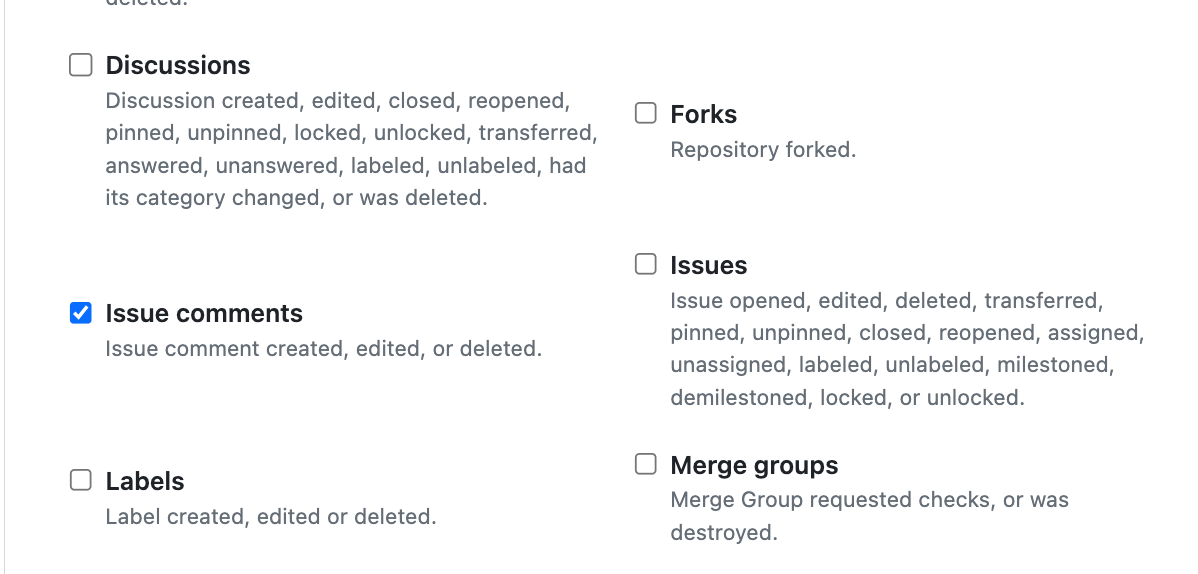 deleted.
Discussions
Discussion created, edited, closed, reopened,
pinned, unpinned, locked, unlocked, transferred,
answered, unanswered, labeled, unlabeled, had
its category changed, or was deleted.
Forks
Repository forked.
Issue comments
Issue comment created, edited, or deleted.
Issues
Issue opened, edited, deleted, transferred,
pinned, unpinned, closed, reopened, assigned,
unassigned, labeled, unlabeled, milestoned,
demilestoned, locked, or unlocked.
Labels
Label created, edited or deleted.
Merge groups
Merge Group requested checks, or was
destroyed.